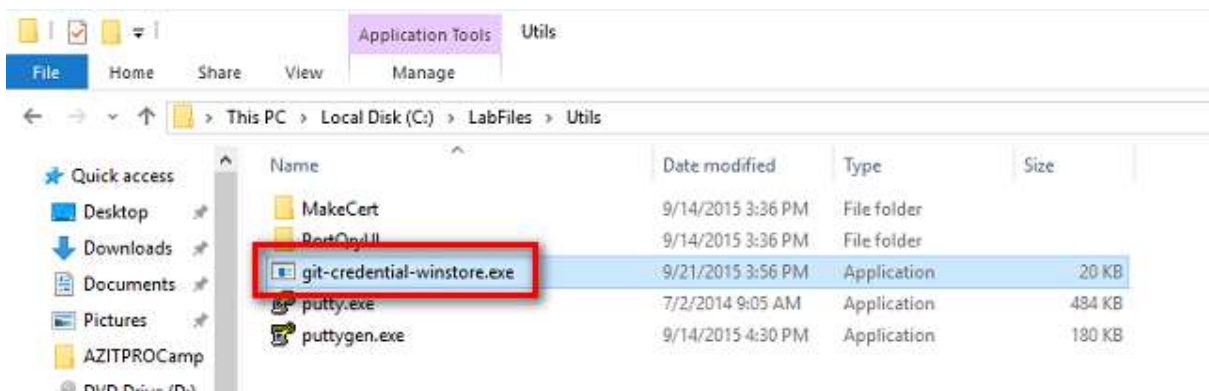 Application Tools Utils
File Home Share View Manage
This PC > Local Disk (C:) > LabFiles > Utils
Name Date modified Type Size
Quick access
Desktop
Downloads
Documents
Pictures
AZITPROCamp
MakeCert 9/14/2015 3:36 PM File folder
9/14/2015 3:36 PM File folder
git-credential-winstore.exe 9/21/2015 3:56 PM Application 20 KB
putty.exe 7/2/2014 9:05 AM Application 484 KB
puttygen.exe 9/14/2015 4:30 PM Application 180 KB